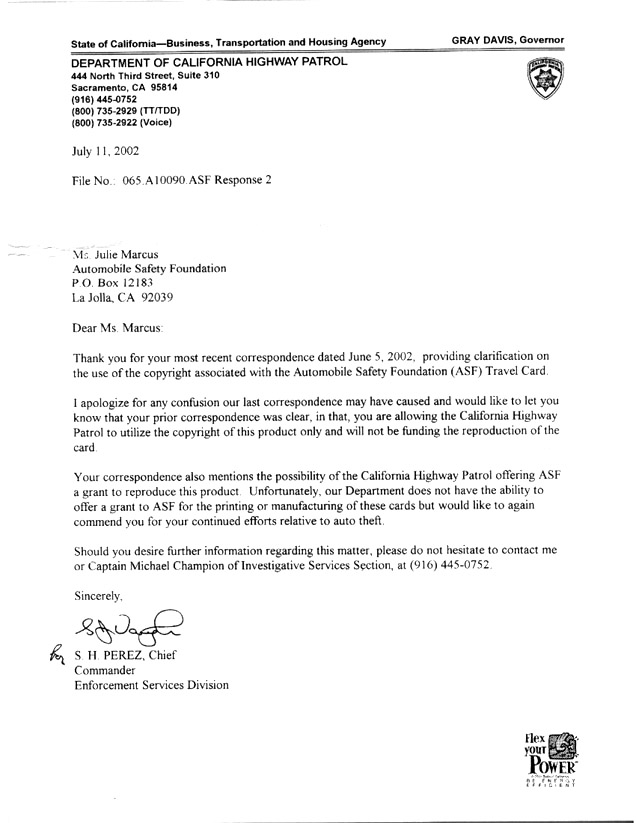 State of California—Business, Transportation and Housing Agency
GRAY DAVIS, Governor
DEPARTMENT OF CALIFORNIA HIGHWAY PATROL
444 North Third Street, Suite 310
Sacramento, CA 95814
(916) 445-0752
(800) 735-2929 (TT/TDD)
(800) 735-2922 (Voice)
July 11, 2002
File No.: 065.A10090.ASF Response 2
Ms. Julie Marcus
Automobile Safety Foundation
P.O. Box 12183
La Jolla, CA 92039
Dear Ms. Marcus:
Thank you for your most recent correspondence dated June 5, 2002, providing clarification on
the use of the copyright associated with the Automobile Safety Foundation (ASF) Travel Card.
I apologize for any confusion our last correspondence may have caused and would like to let you
know that your prior correspondence was clear, in that, you are allowing the California Highway
Patrol to utilize the copyright of this product only and will not be funding the reproduction of the
card.
Your correspondence also mentions the possibility of the California Highway Patrol offering ASF
a grant to reproduce this product. Unfortunately, our Department does not have the ability to
offer a grant to ASF for the printing or manufacturing of these cards but would like to again
commend you for your continued efforts relative to auto theft.
Should you desire further information regarding this matter, please do not hesitate to contact me
or Captain Michael Champion of Investigative Services Section, at (916) 445-0752.
Sincerely,
for S. H. PEREZ, Chief
Commander
Enforcement Services Division
Flex
your
POWER
BE ENERGY
EFFICIENT